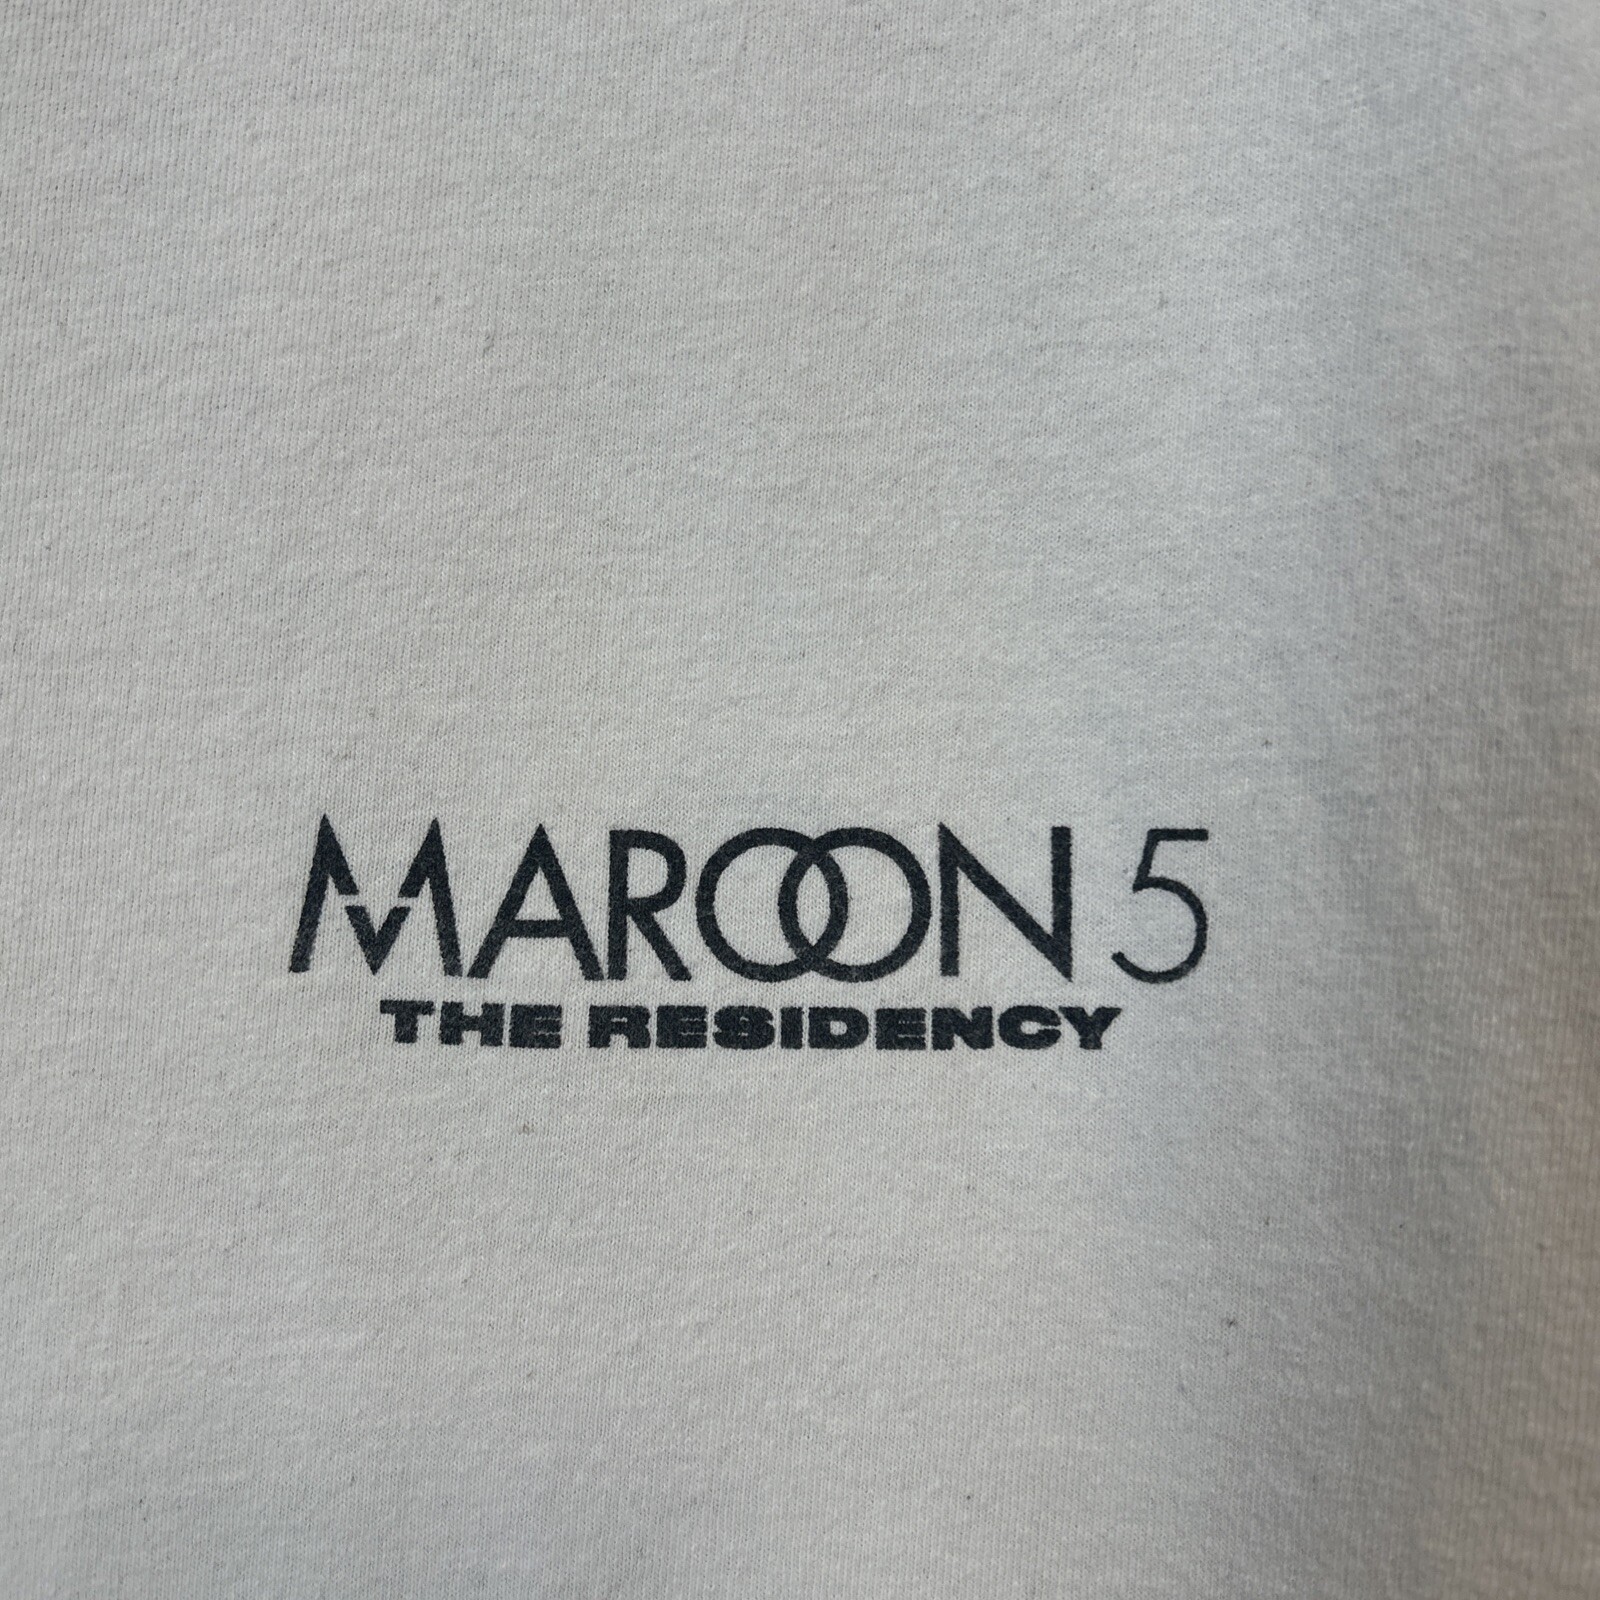 MAROON 5
THE RESIDENCY